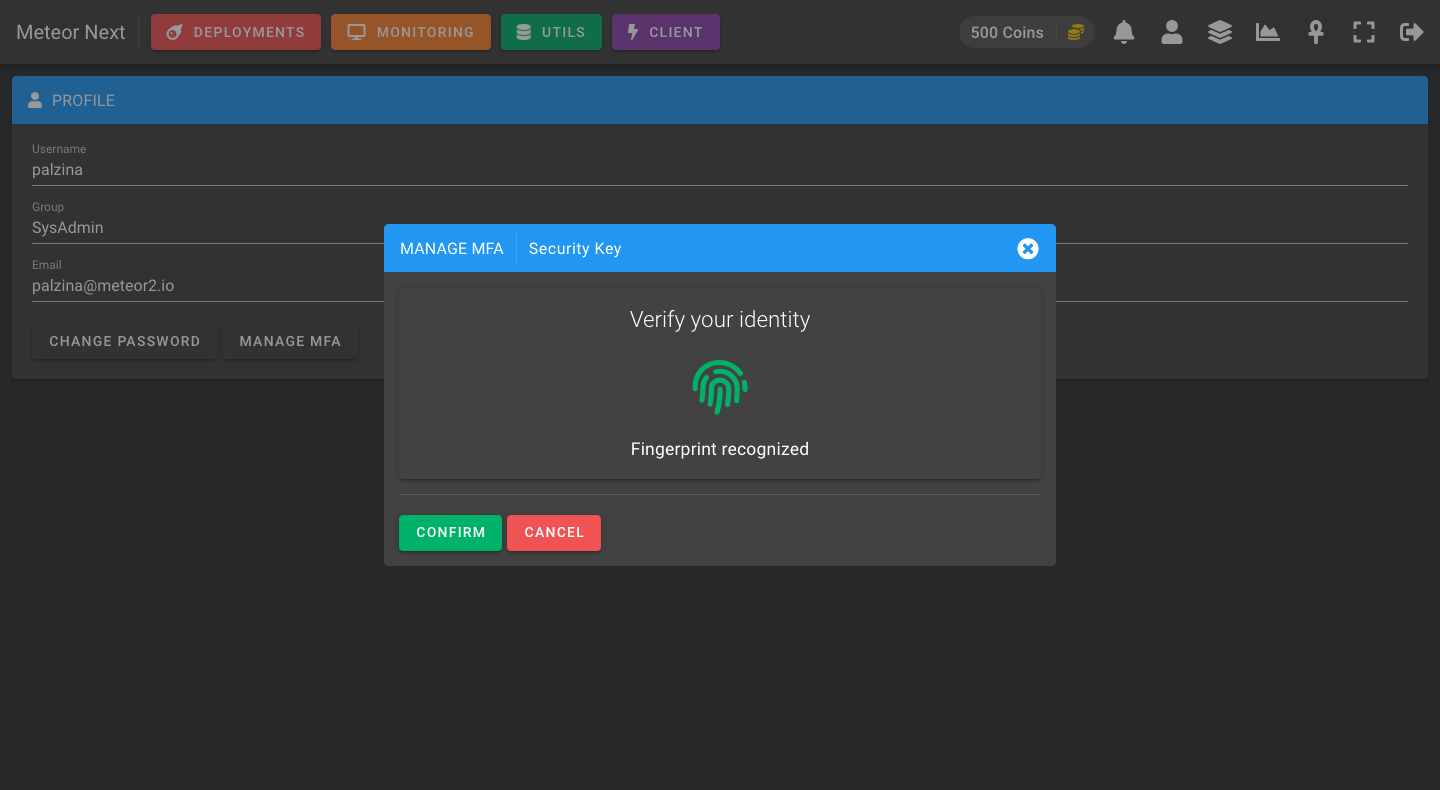 Meteor Next
DEPLOYMENTS
MONITORING
UTILS
CLIENT
500 Coins
PROFILE
Username
palzina
Group
SysAdmin
Email
palzina@meteor2.io
CHANGE PASSWORD
MANAGE MFA
MANAGE MFA
Security Key
Verify your identity
Fingerprint recognized
CONFIRM
CANCEL